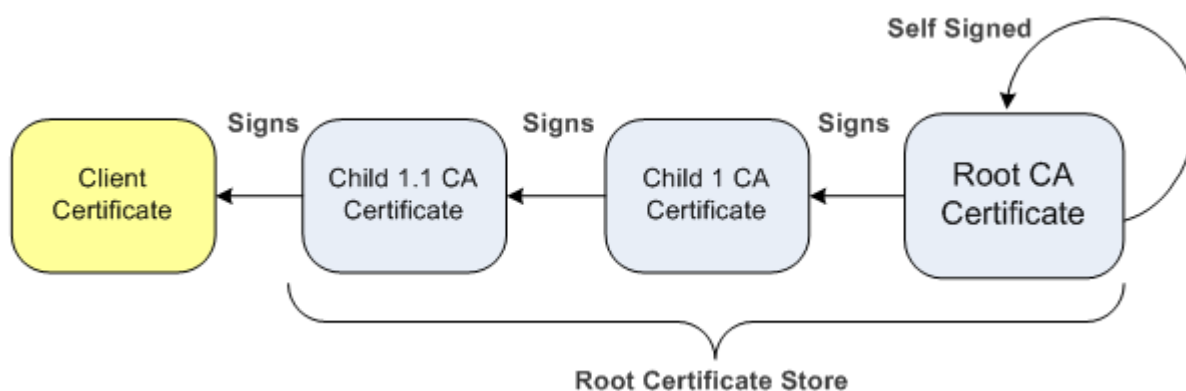 Self Signed
Signs
Signs
Signs
Client
Certificate
Child 1.1 CA
Certificate
Child 1 CA
Certificate
Root CA
Certificate
Root Certificate Store